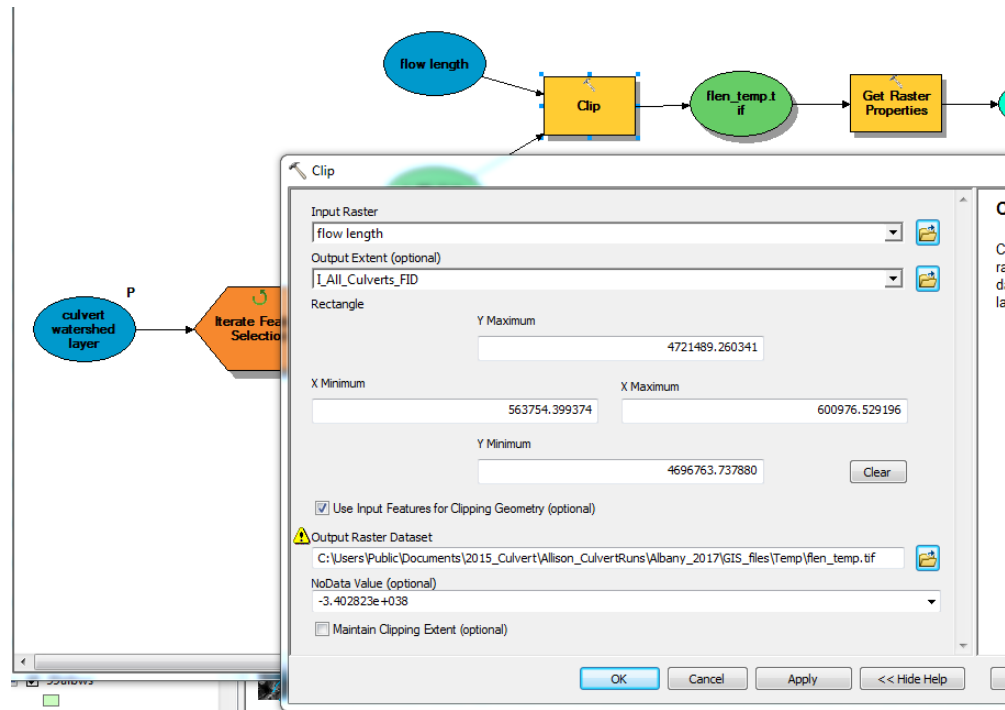 flow length
Clip
flen_temp.t
if
Get Raster
Properties
culvert
watershed
layer
P
Iterate Fea
Selectio
Clip
Input Raster
flow length
Output Extent (optional)
I_All_Culverts_FID
Rectangle
Y Maximum
4721489.260341
X Minimum
X Maximum
563754.399374
600976.529196
Y Minimum
4696763.737880
Clear
Use Input Features for Clipping Geometry (optional)
Output Raster Dataset
C:\Users\Public\Documents\2015_Culvert\Allison_CulvertRuns\Albany_2017\GIS_files\Temp\flen_temp.tif
NoData Value (optional)
-3.402823e+038
Maintain Clipping Extent (optional)
OK
Cancel
Apply
<< Hide Help